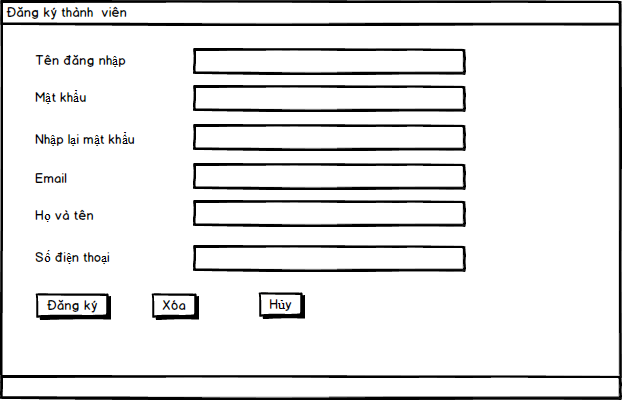 Đăng ký thành viên
Tên đăng nhập
Mật khẩu
Nhập lại mật khẩu
Email
Họ và tên
Số điện thoại
Đăng ký Xóa Hủy